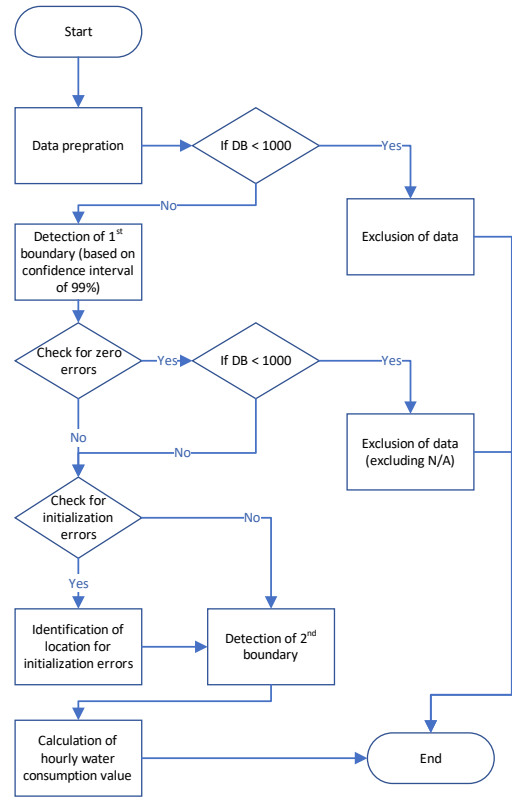 Start
Data prepration
If DB < 1000
Yes
No
Exclusion of data
Detection of 1st
boundary (based on
confidence interval
of 99%)
Check for zero
errors
Yes
If DB < 1000
Yes
No
No
Exclusion of data
(excluding N/A)
Check for
initialization
errors
No
Yes
Identification of
location for
initialization errors
Detection of 2nd
boundary
Calculation of
hourly water
consumption value
End